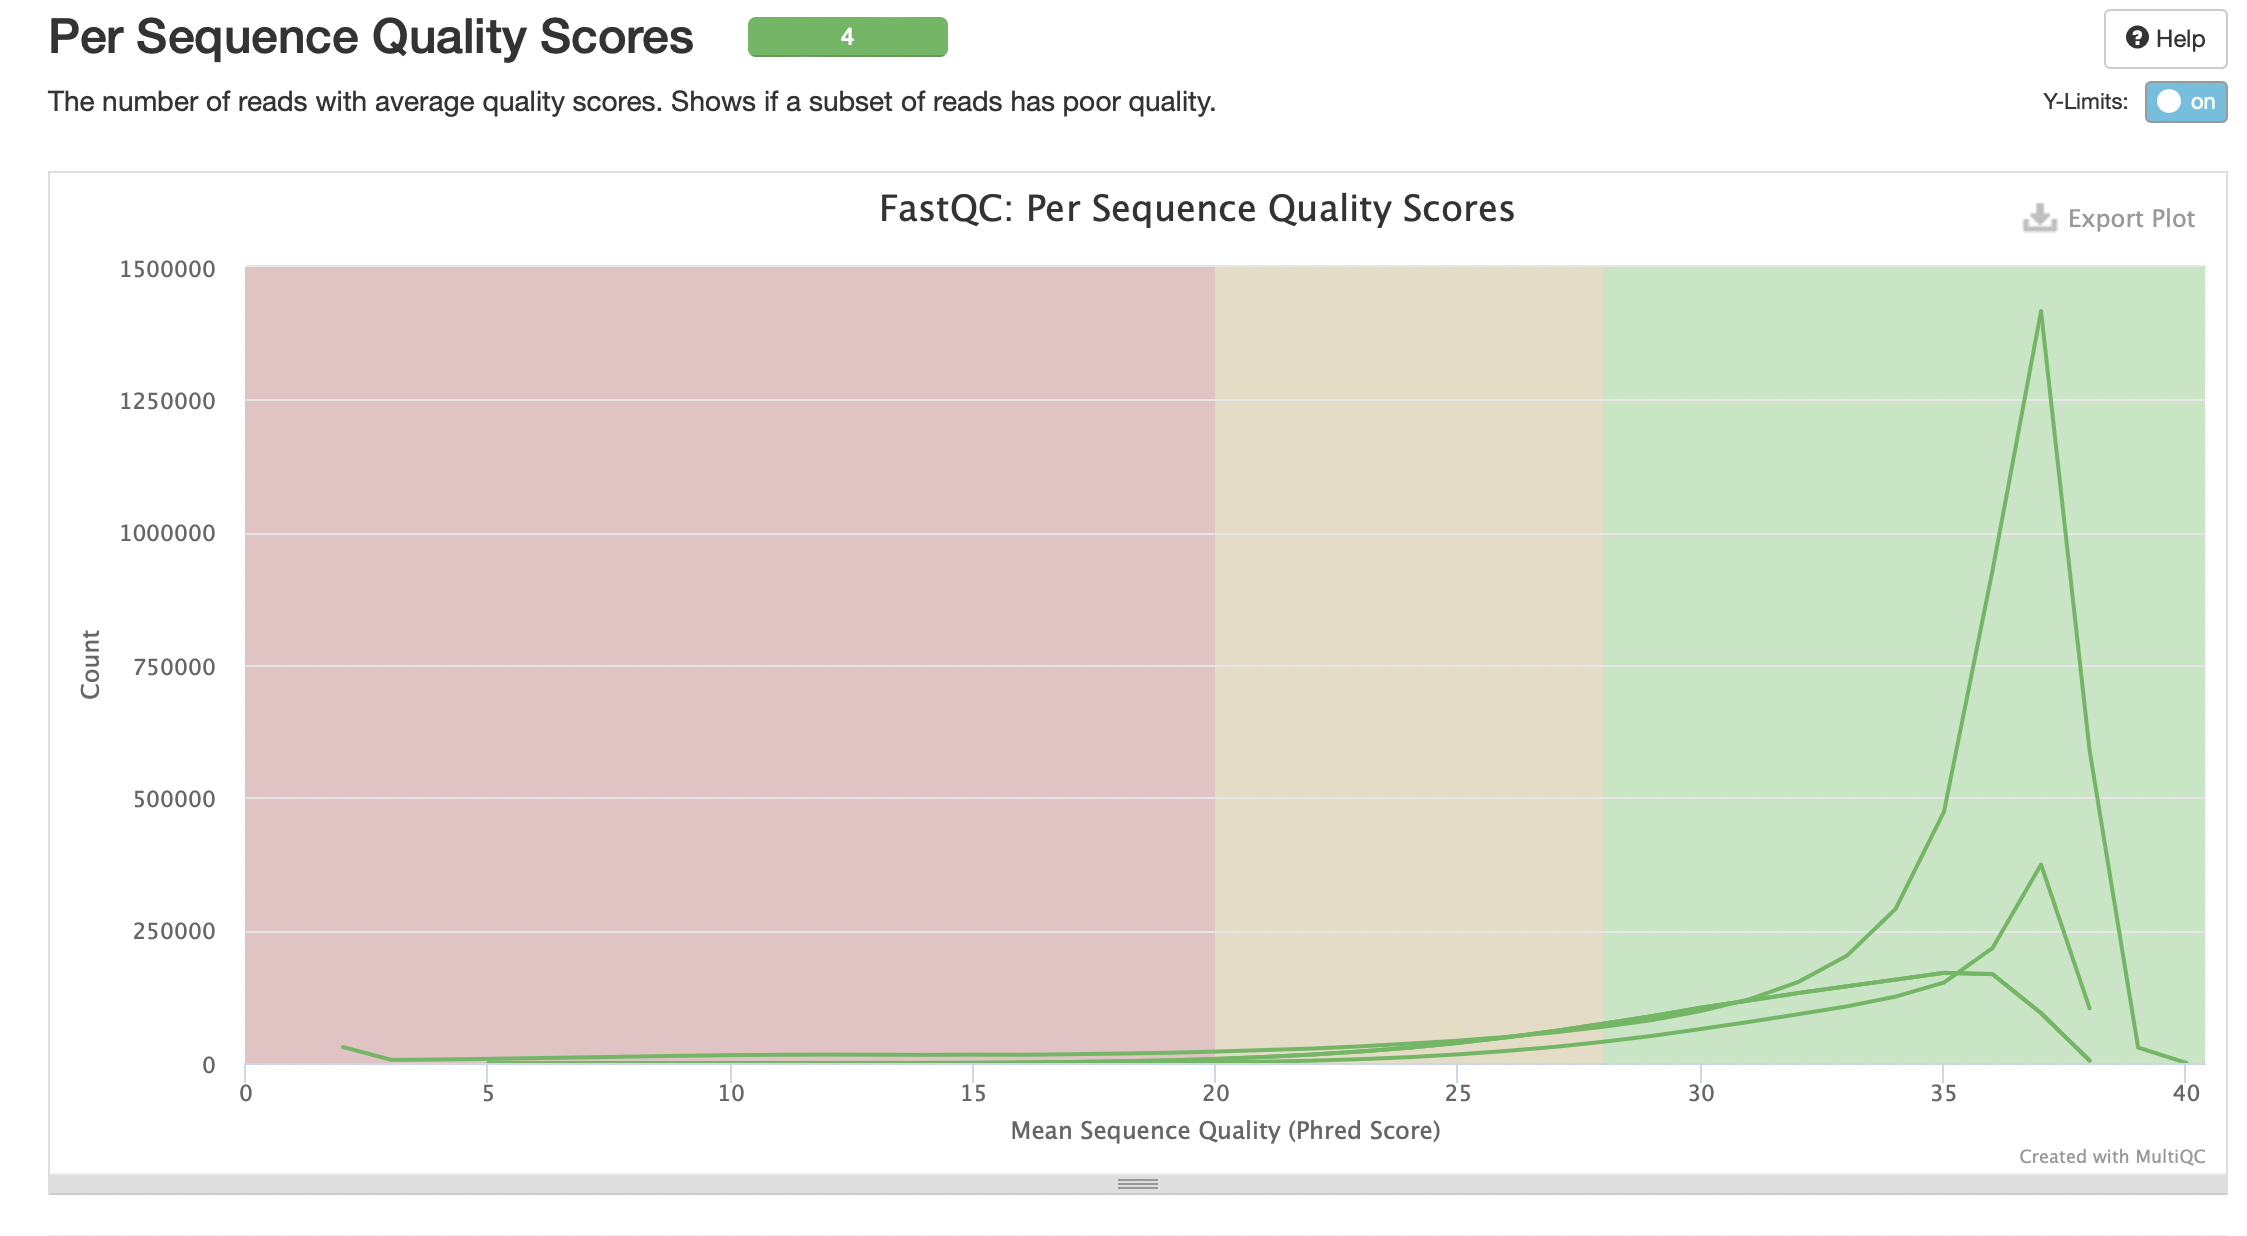 Per Sequence Quality Scores
4
Help
The number of reads with average quality scores. Shows if a subset of reads has poor quality.
Y-Limits:
on
FastQC: Per Sequence Quality Scores
Export Plot
1500000
1250000
1000000
750000
500000
250000
0
Count
0 5 10 15 20 25 30 35 40
Mean Sequence Quality (Phred Score)
Created with MultiQC